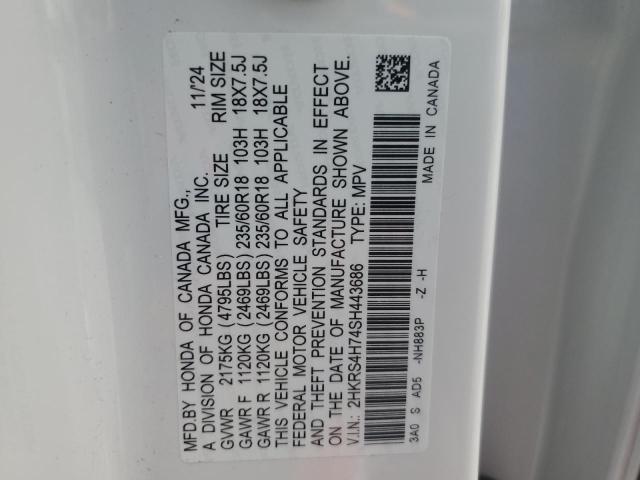 MFD.BY HONDA OF CANADA MFG.,
A DIVISION OF HONDA CANADA INC. 11/'24
GVWR 2175KG (4795LBS) TIRE SIZE RIM SIZE
GAWR F 1120KG (2469LBS) 235/60R18 103H 18X7.5J
GAWR R 1120KG (2469LBS) 235/60R18 103H 18X7.5J
THIS VEHICLE CONFORMS TO ALL APPLICABLE
FEDERAL MOTOR VEHICLE SAFETY
AND THEFT PREVENTION STANDARDS IN EFFECT
ON THE DATE OF MANUFACTURE SHOWN ABOVE.
V.I.N.: 2HKRS4H74SH443686 TYPE: MPV
3A0 S AD5 -NH883P -Z -H MADE IN CANADA